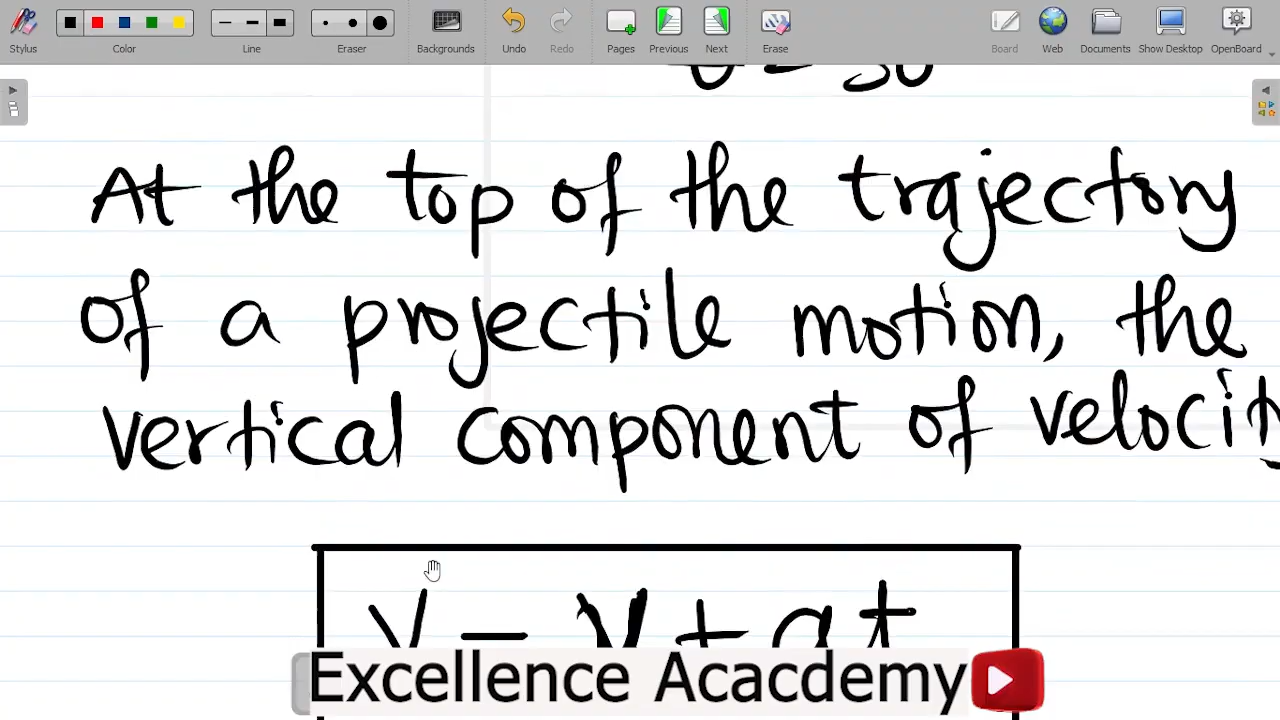 Stylus Color Line Eraser Backgrounds Undo Redo Pages Previous Next Erase Board Web Documents Show Desktop OpenBoard
At the top of the trajectory
of a projectile motion, the
vertical component of velocity
Excellence Acacdemy